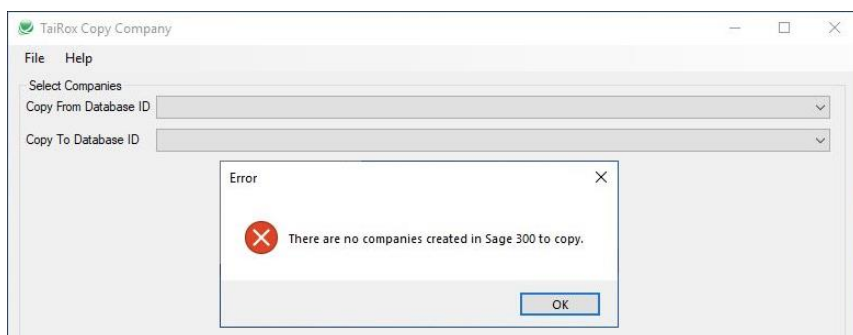 TaiRox Copy Company
File Help
Select Companies
Copy From Database ID
Copy To Database ID
Error
There are no companies created in Sage 300 to copy.
OK